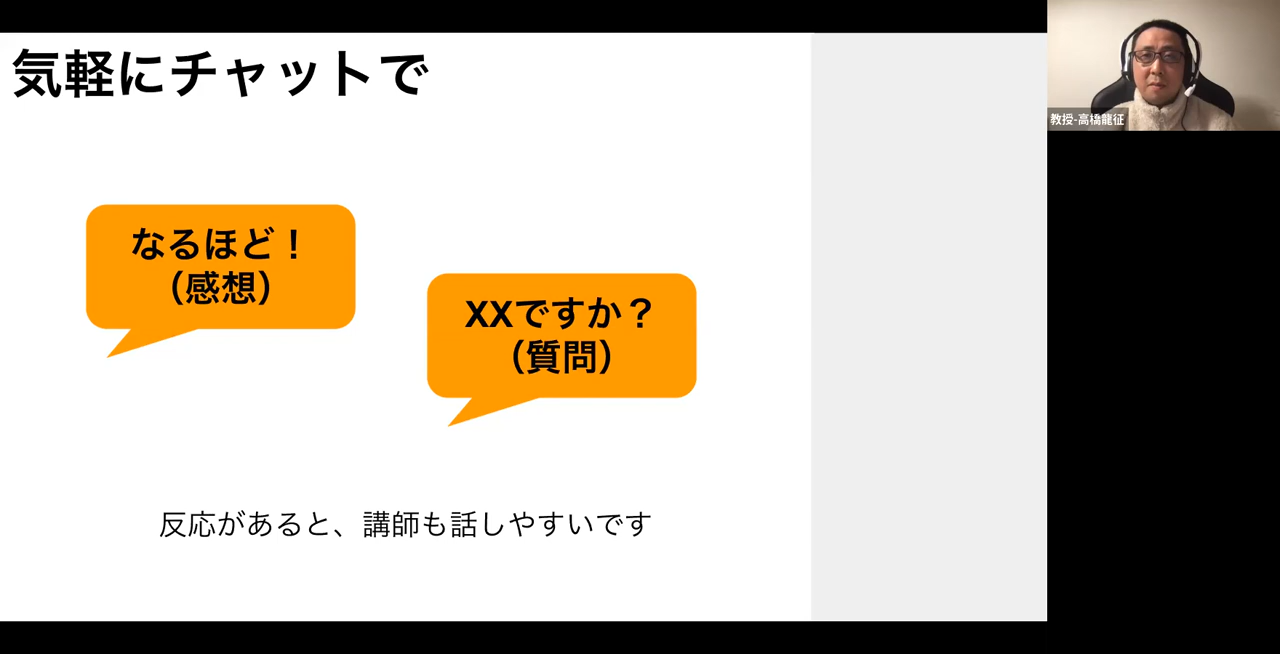 気軽にチャットで
なるほど！
（感想）
XXですか？
（質問）
反応があると、講師も話しやすいです
教授-高橋龍征